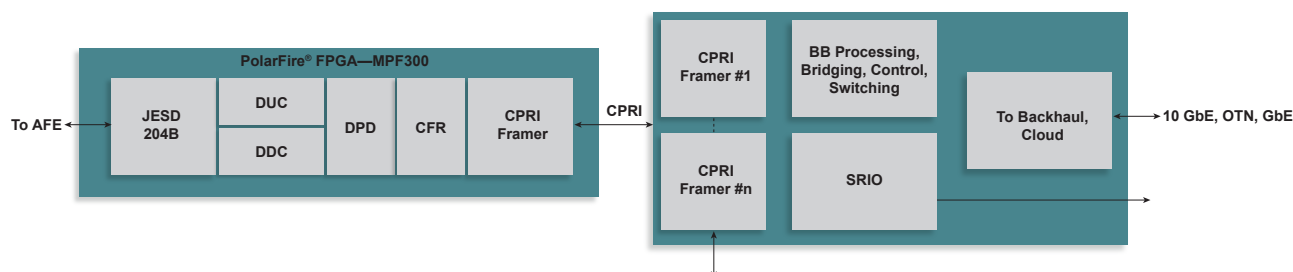 PolarFire® FPGA—MPF300
To AFE
JESD
204B
DUC
DDC
DPD
CFR
CPRI
Framer
CPRI
CPRI
Framer #1
CPRI
Framer #n
BB Processing,
Bridging, Control,
Switching
SRIO
To Backhaul,
Cloud
10 GbE, OTN, GbE